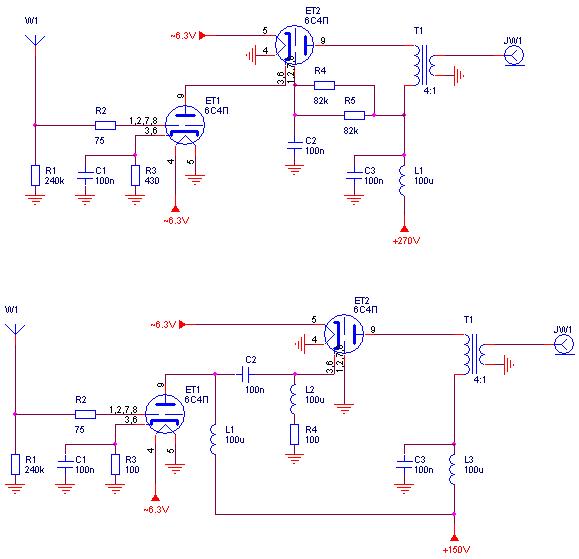 W1
ET2
6С4П
~6.3V
5
4
9
3,6
1,2,7,8
T1
4:1
JW1
R4
82k
R5
82k
9
ET1
6С4П
R2
75
1,2,7,8
3,6
C2
100n
R1
240k
C1
100n
R3
430
4
5
C3
100n
L1
100u
~6.3V
+270V
W1
ET2
6С4П
~6.3V
5
4
9
3,6
1,2,7,8
T1
4:1
JW1
C2
100n
9
ET1
6С4П
R2
75
1,2,7,8
3,6
L2
100u
L1
100u
R4
100
R1
240k
C1
100n
R3
100
4
5
C3
100n
L3
100u
~6.3V
+150V